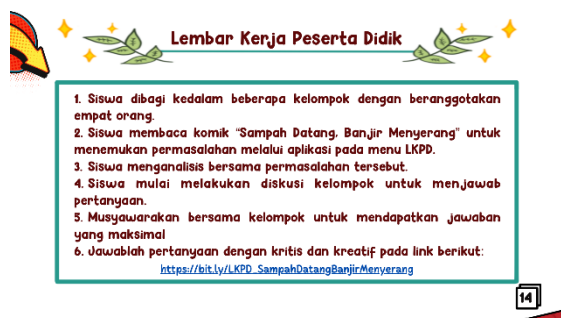 Lembar Kerja Peserta Didik
1. Siswa dibagi kedalam beberapa kelompok dengan beranggotakan
empat orang.
2. Siswa membaca komik “Sampah Datang, Banjir Menyerang” untuk
menemukan permasalahan melalui aplikasi pada menu LKPD.
3. Siswa menganalisis bersama permasalahan tersebut.
4. Siswa mulai melakukan diskusi kelompok untuk menjawab
pertanyaan.
5. Musyawarakan bersama kelompok untuk mendapatkan jawaban
yang maksimal
6. Jawablah pertanyaan dengan kritis dan kreatif pada link berikut:
https://bit.ly/LKPD_SampahDatangBanjirMenyerang
14